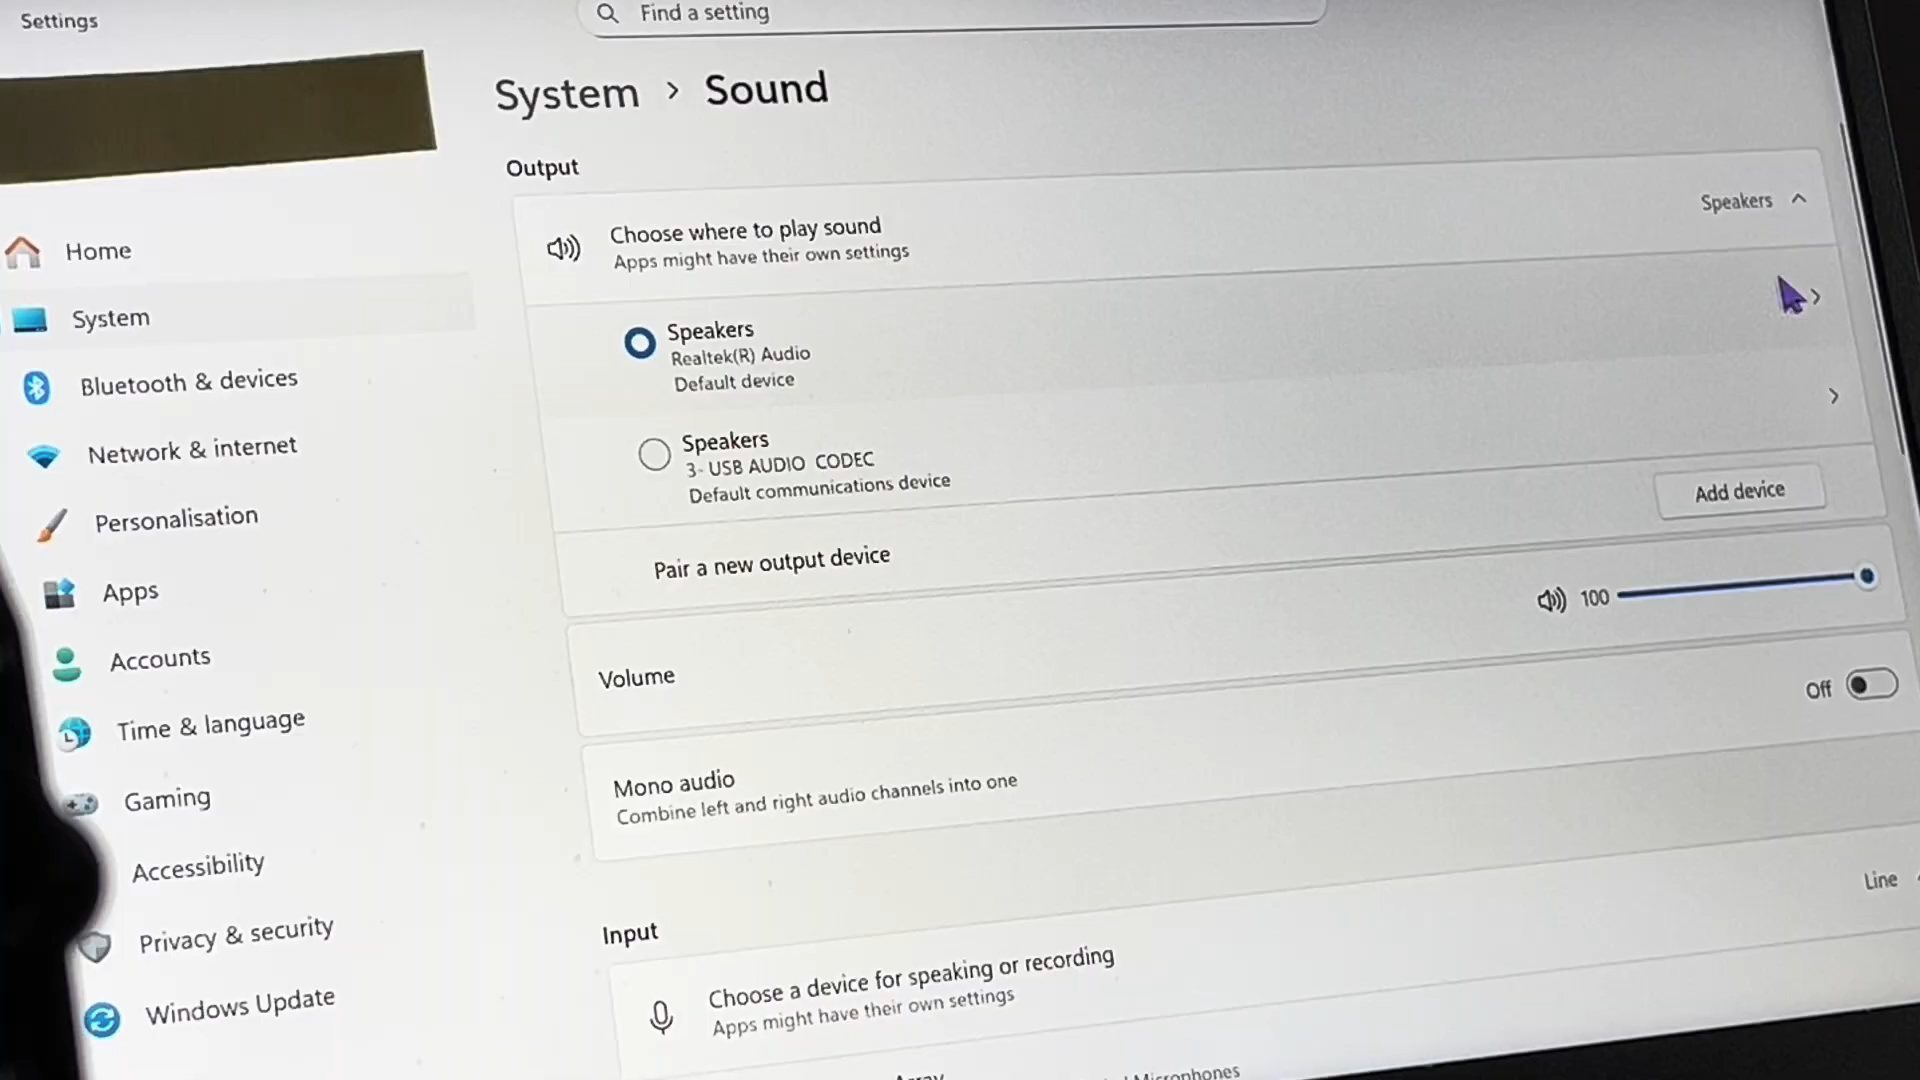 Settings
Find a setting
System > Sound
Home
System
Bluetooth & devices
Network & internet
Personalisation
Apps
Accounts
Time & language
Gaming
Accessibility
Privacy & security
Windows Update
Output
Choose where to play sound
Apps might have their own settings
Speakers
Speakers
Realtek(R) Audio
Default device
Speakers
3- USB AUDIO CODEC
Default communications device
Pair a new output device
Add device
Volume
100
Mono audio
Combine left and right audio channels into one
Off
Input
Choose a device for speaking or recording
Apps might have their own settings
Line
Microphones